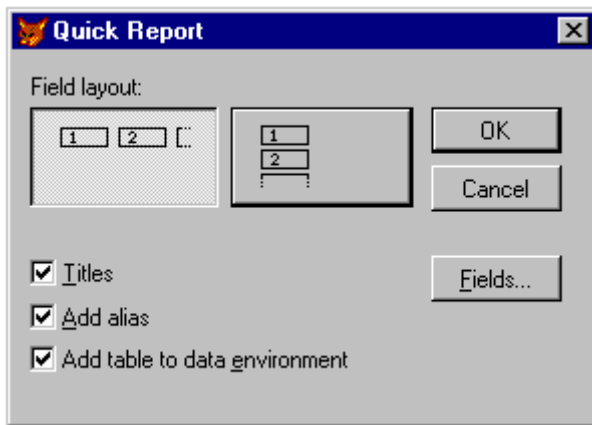 Quick Report
Field layout:
1 2
1
2
OK
Cancel
Titles
Add alias
Add table to data environment
Fields...